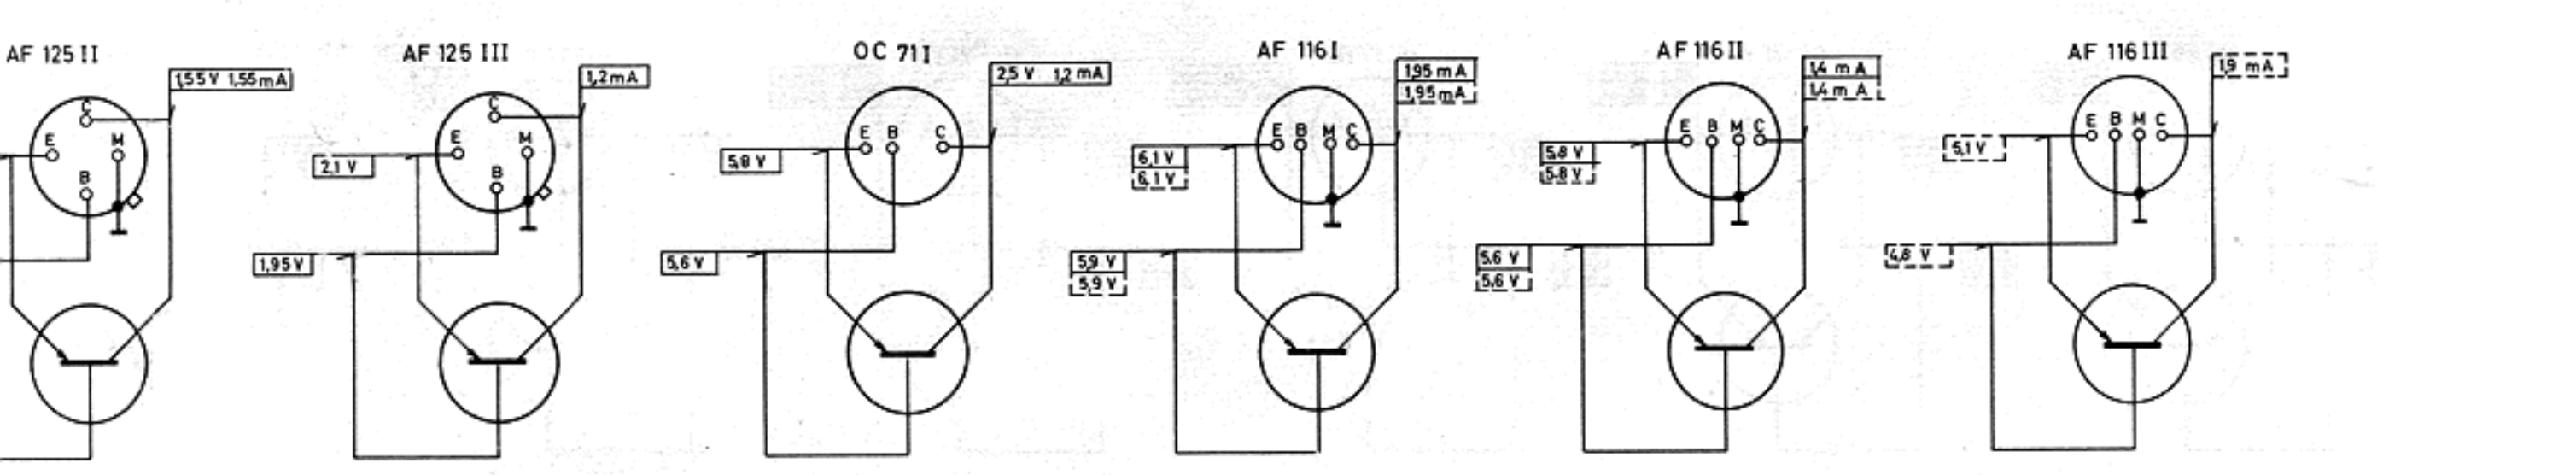 AF 125 II
1,55 V 1,55 mA
C
E
M
B
AF 125 III
1,2 mA
C
E
M
B
2,1 V
1,95 V
OC 71 I
2,5 V 1,2 mA
E B C
5,8 V
5,6 V
AF 116 I
1,95 mA
1,95 mA
E B M C
6,1 V
6,1 V
5,9 V
5,9 V
AF 116 II
1,4 mA
1,4 mA
E B M C
5,8 V
5,8 V
5,6 V
5,6 V
AF 116 III
1,9 mA
E B M C
5,1 V
4,8 V